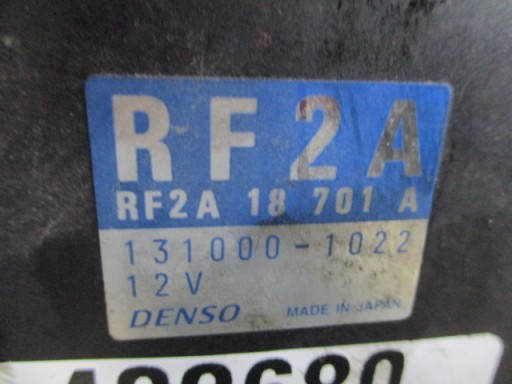 RF2A
RF2A 18 701 A
131000-1022
12V
DENSO MADE IN JAPAN